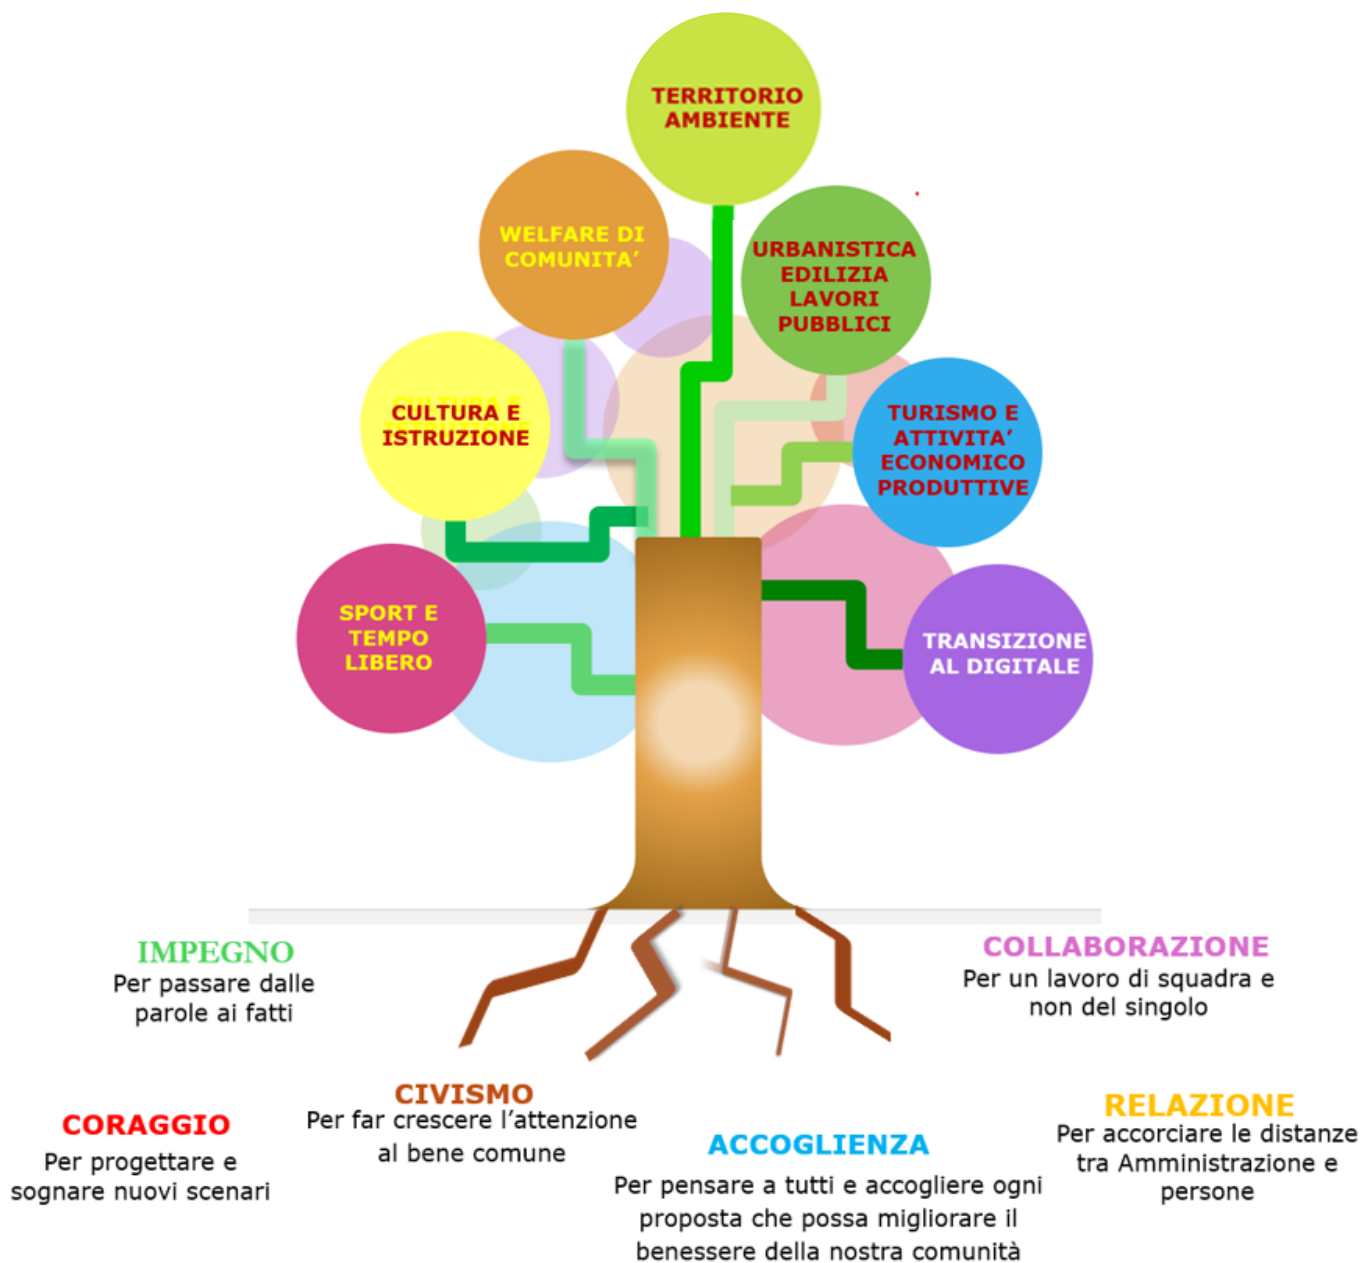 TERRITORIO
AMBIENTE
WELFARE DI
COMUNITA’
URBANISTICA
EDILIZIA
LAVORI
PUBBLICI
CULTURA E
ISTRUZIONE
TURISMO E
ATTIVITA’
ECONOMICO
PRODUTTIVE
SPORT E
TEMPO
LIBERO
TRANSIZIONE
AL DIGITALE
IMPEGNO
Per passare dalle
parole ai fatti
COLLABORAZIONE
Per un lavoro di squadra e
non del singolo
CORAGGIO
Per progettare e
sognare nuovi scenari
CIVISMO
Per far crescere l’attenzione
al bene comune
ACCOGLIENZA
Per pensare a tutti e accogliere ogni
proposta che possa migliorare il
benessere della nostra comunità
RELAZIONE
Per accorciare le distanze
tra Amministrazione e
persone